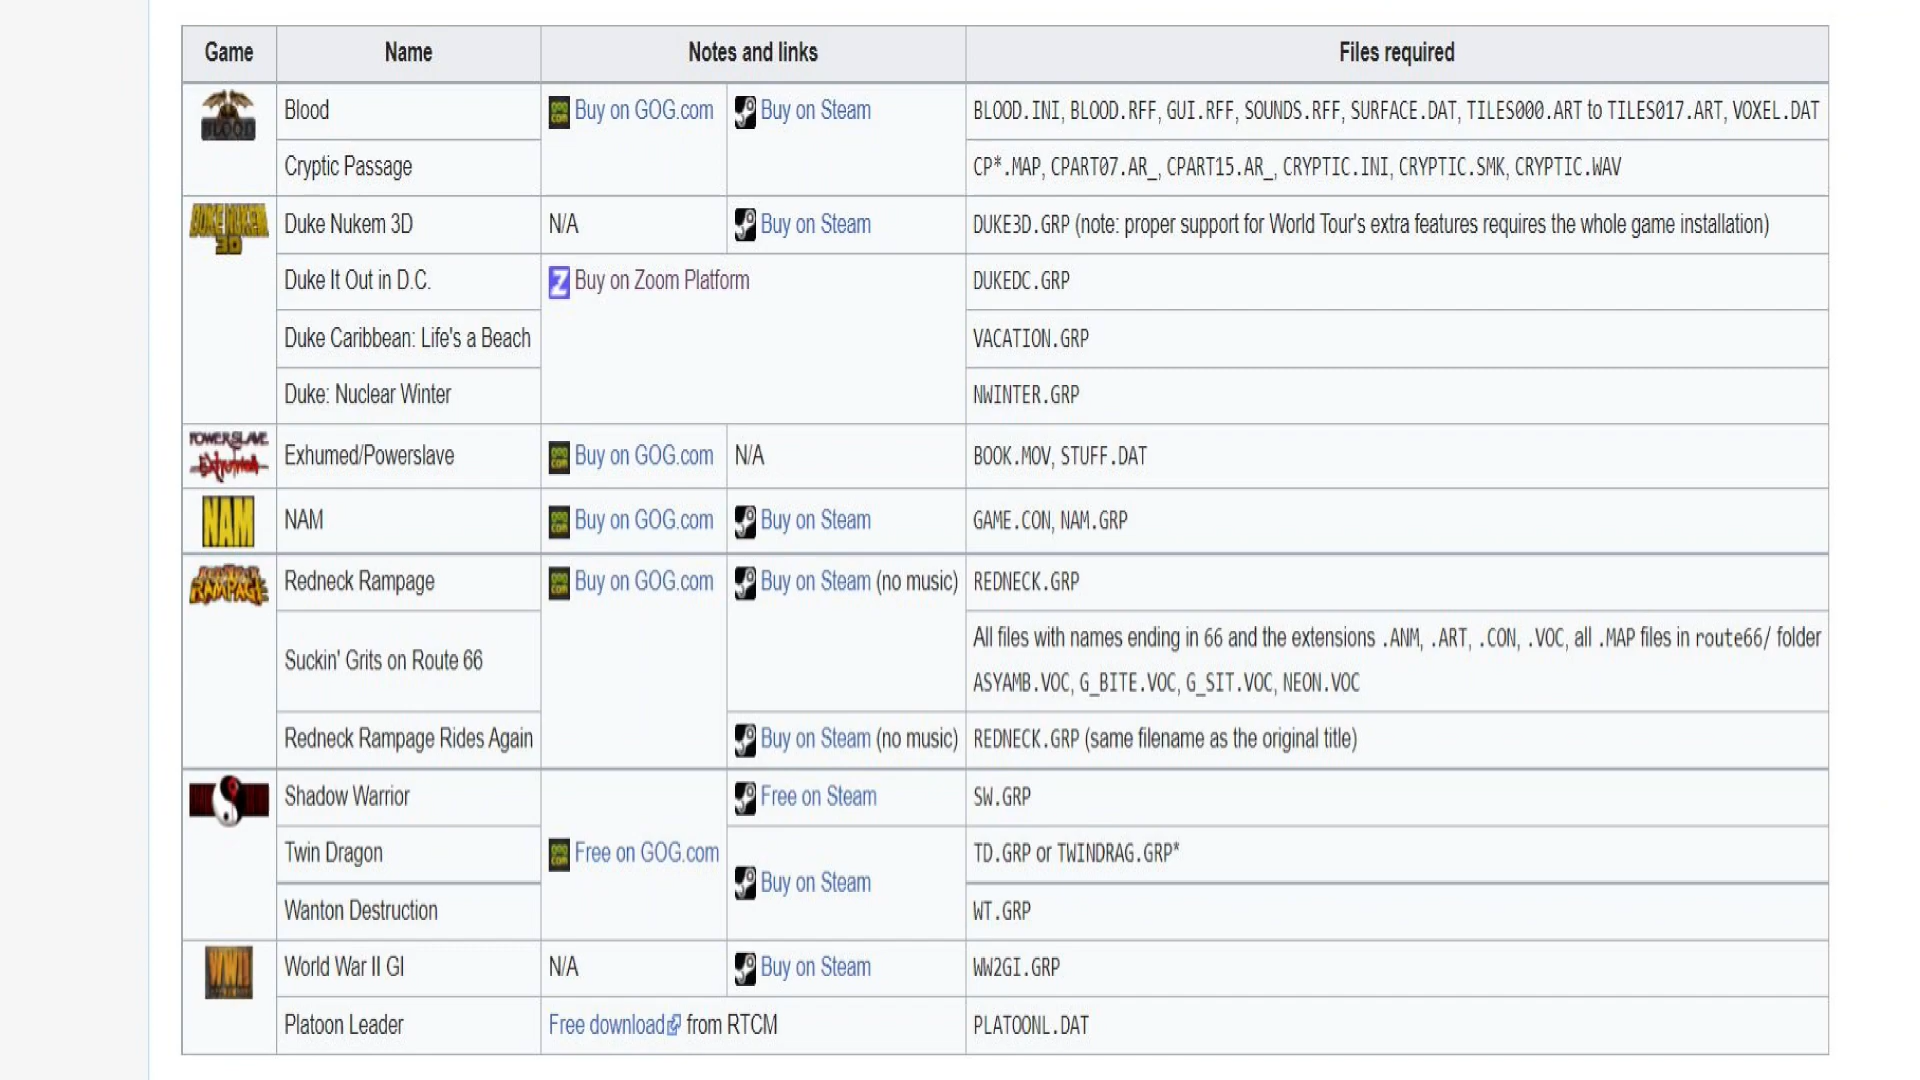 Game Name Notes and links Files required
BLOOD Blood Buy on GOG.com Buy on Steam BLOOD.INI, BLOOD.RFF, GUI.RFF, SOUNDS.RFF, SURFACE.DAT, TILES000.ART to TILES017.ART, VOXEL.DAT
Cryptic Passage CP*.MAP, CPART07.AR_, CPART15.AR_, CRYPTIC.INI, CRYPTIC.SMK, CRYPTIC.WAV
DUKE NUKEM 3D Duke Nukem 3D N/A Buy on Steam DUKE3D.GRP (note: proper support for World Tour's extra features requires the whole game installation)
Duke It Out in D.C. Z Buy on Zoom Platform DUKEDC.GRP
Duke Caribbean: Life's a Beach VACATION.GRP
Duke: Nuclear Winter NWINTER.GRP
POWERSLAVE Exhumed Exhumed/Powerslave Buy on GOG.com N/A BOOK.MOV, STUFF.DAT
NAM NAM Buy on GOG.com Buy on Steam GAME.CON, NAM.GRP
RAMPAGE Redneck Rampage Buy on GOG.com Buy on Steam (no music) REDNECK.GRP
Suckin' Grits on Route 66 All files with names ending in 66 and the extensions .ANM, .ART, .CON, .VOC, all .MAP files in route66/ folder
ASYAMB.VOC, G_BITE.VOC, G_SIT.VOC, NEON.VOC
Redneck Rampage Rides Again Buy on Steam (no music) REDNECK.GRP (same filename as the original title)
Shadow Warrior Free on Steam SW.GRP
Twin Dragon Free on GOG.com TD.GRP or TWINDRAG.GRP*
Buy on Steam
Wanton Destruction WT.GRP
WWII World War II GI N/A Buy on Steam WW2GI.GRP
Platoon Leader Free download from RTCM PLATOONL.DAT